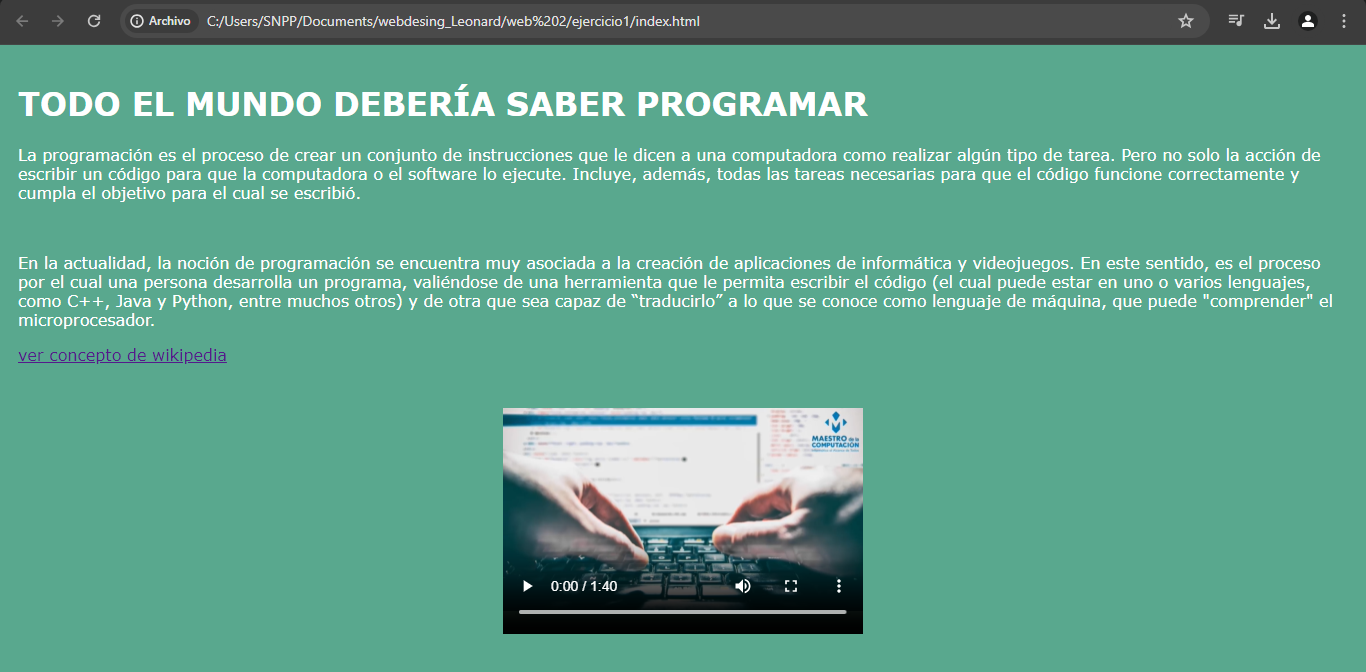 Archivo C:/Users/SNPP/Documents/webdesing_Leonard/web%202/ejercicio1/index.html
TODO EL MUNDO DEBERÍA SABER PROGRAMAR
La programación es el proceso de crear un conjunto de instrucciones que le dicen a una computadora como realizar algún tipo de tarea. Pero no solo la acción de
escribir un código para que la computadora o el software lo ejecute. Incluye, además, todas las tareas necesarias para que el código funcione correctamente y
cumpla el objetivo para el cual se escribió.
En la actualidad, la noción de programación se encuentra muy asociada a la creación de aplicaciones de informática y videojuegos. En este sentido, es el proceso
por el cual una persona desarrolla un programa, valiéndose de una herramienta que le permita escribir el código (el cual puede estar en uno o varios lenguajes,
como C++, Java y Python, entre muchos otros) y de otra que sea capaz de “traducirlo” a lo que se conoce como lenguaje de máquina, que puede "comprender" el
microprocesador.
ver concepto de wikipedia
MAESTRO de la
COMPUTACIÓN
0:00 / 1:40